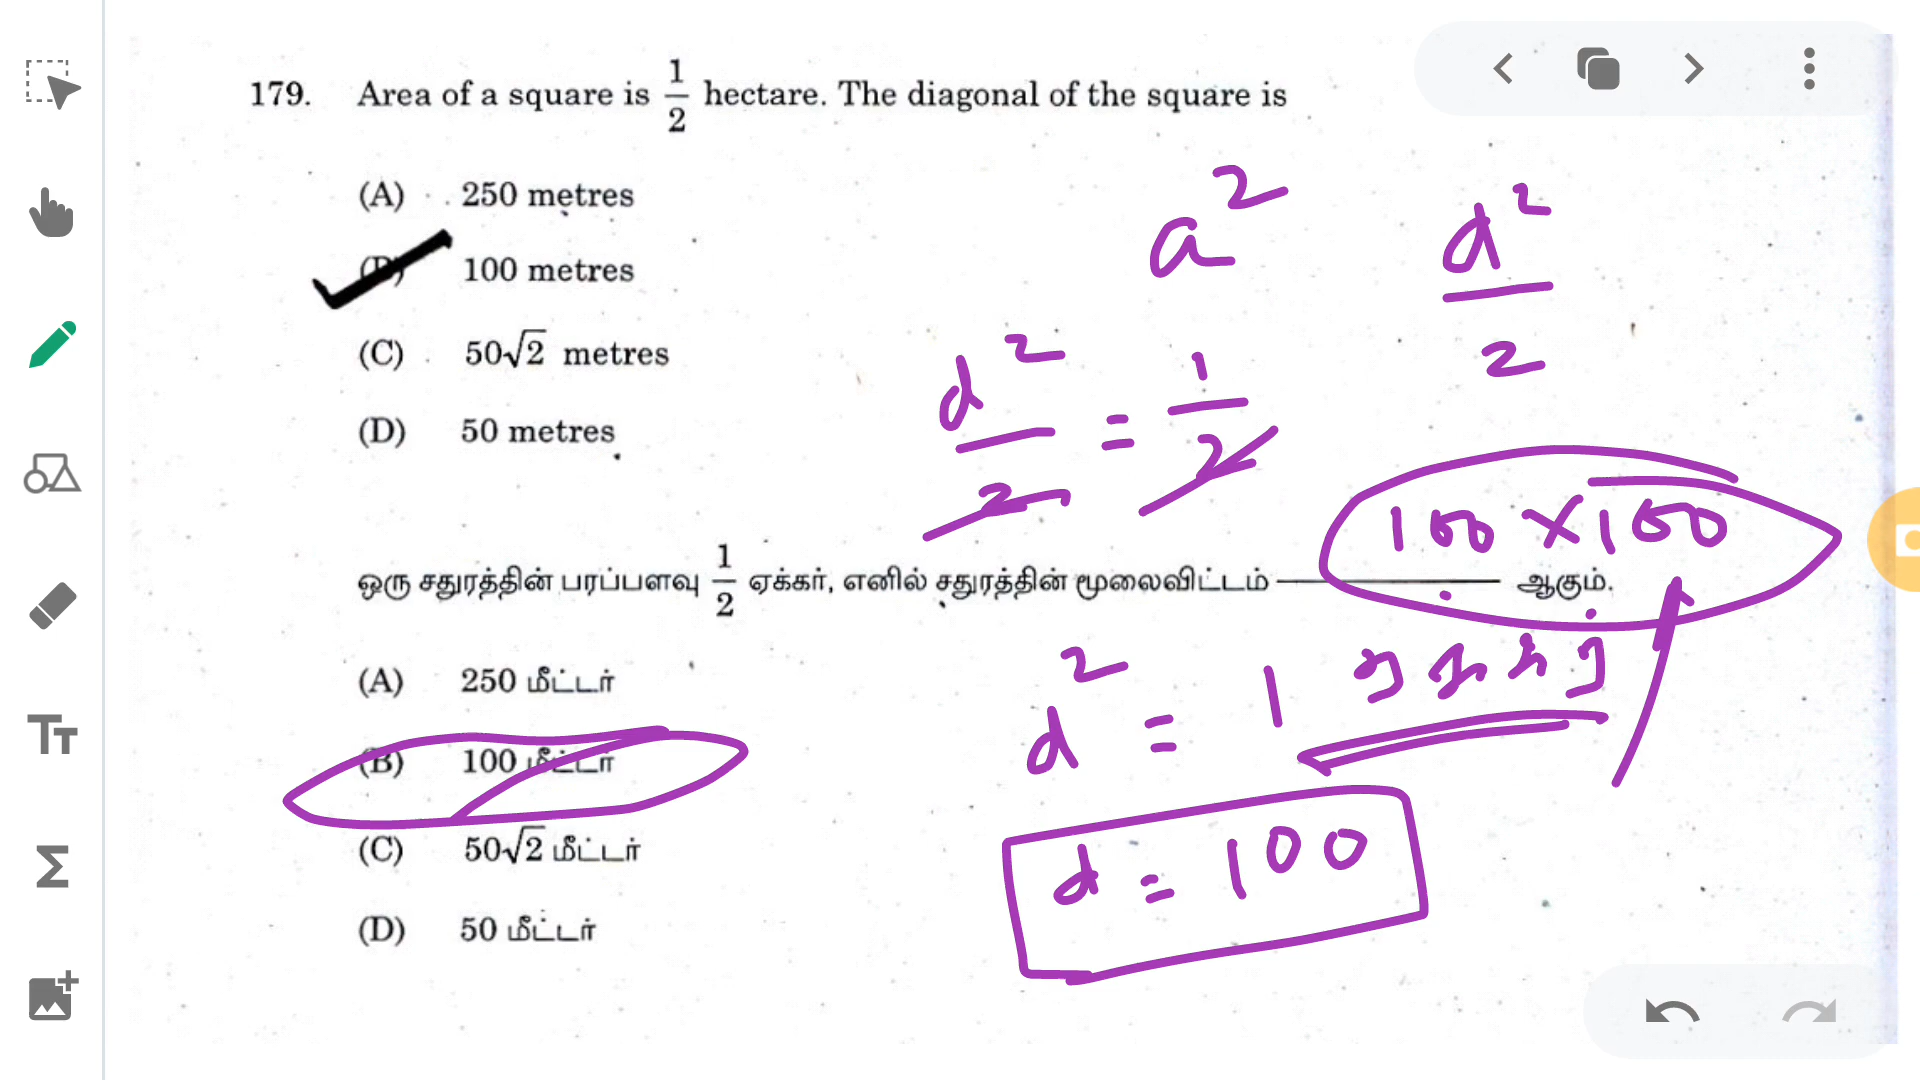 179. Area of a square is 1/2 hectare. The diagonal of the square is
(A) 250 metres
(B) 100 metres
(C) 50√2 metres
(D) 50 metres
a² d²/2
d²/2 = 1/2
100 × 100
ஒரு சதுரத்தின் பரப்பளவு 1/2 ஏக்கர், எனில் சதுரத்தின் மூலைவிட்டம் ———— ஆகும்.
(A) 250 மீட்டர்
(B) 100 மீட்டர்
(C) 50√2 மீட்டர்
(D) 50 மீட்டர்
d² = 1
d = 100
Tт
Σ